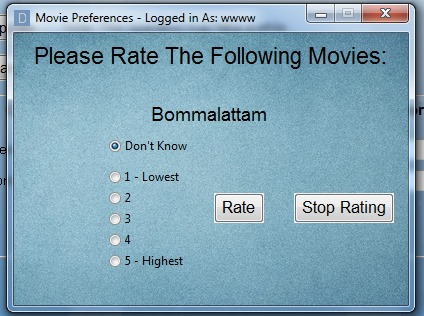 D Movie Preferences - Logged in As: wwww
Please Rate The Following Movies:
Bommalattam
Don't Know
1 - Lowest
2
3
4
5 - Highest
Rate
Stop Rating